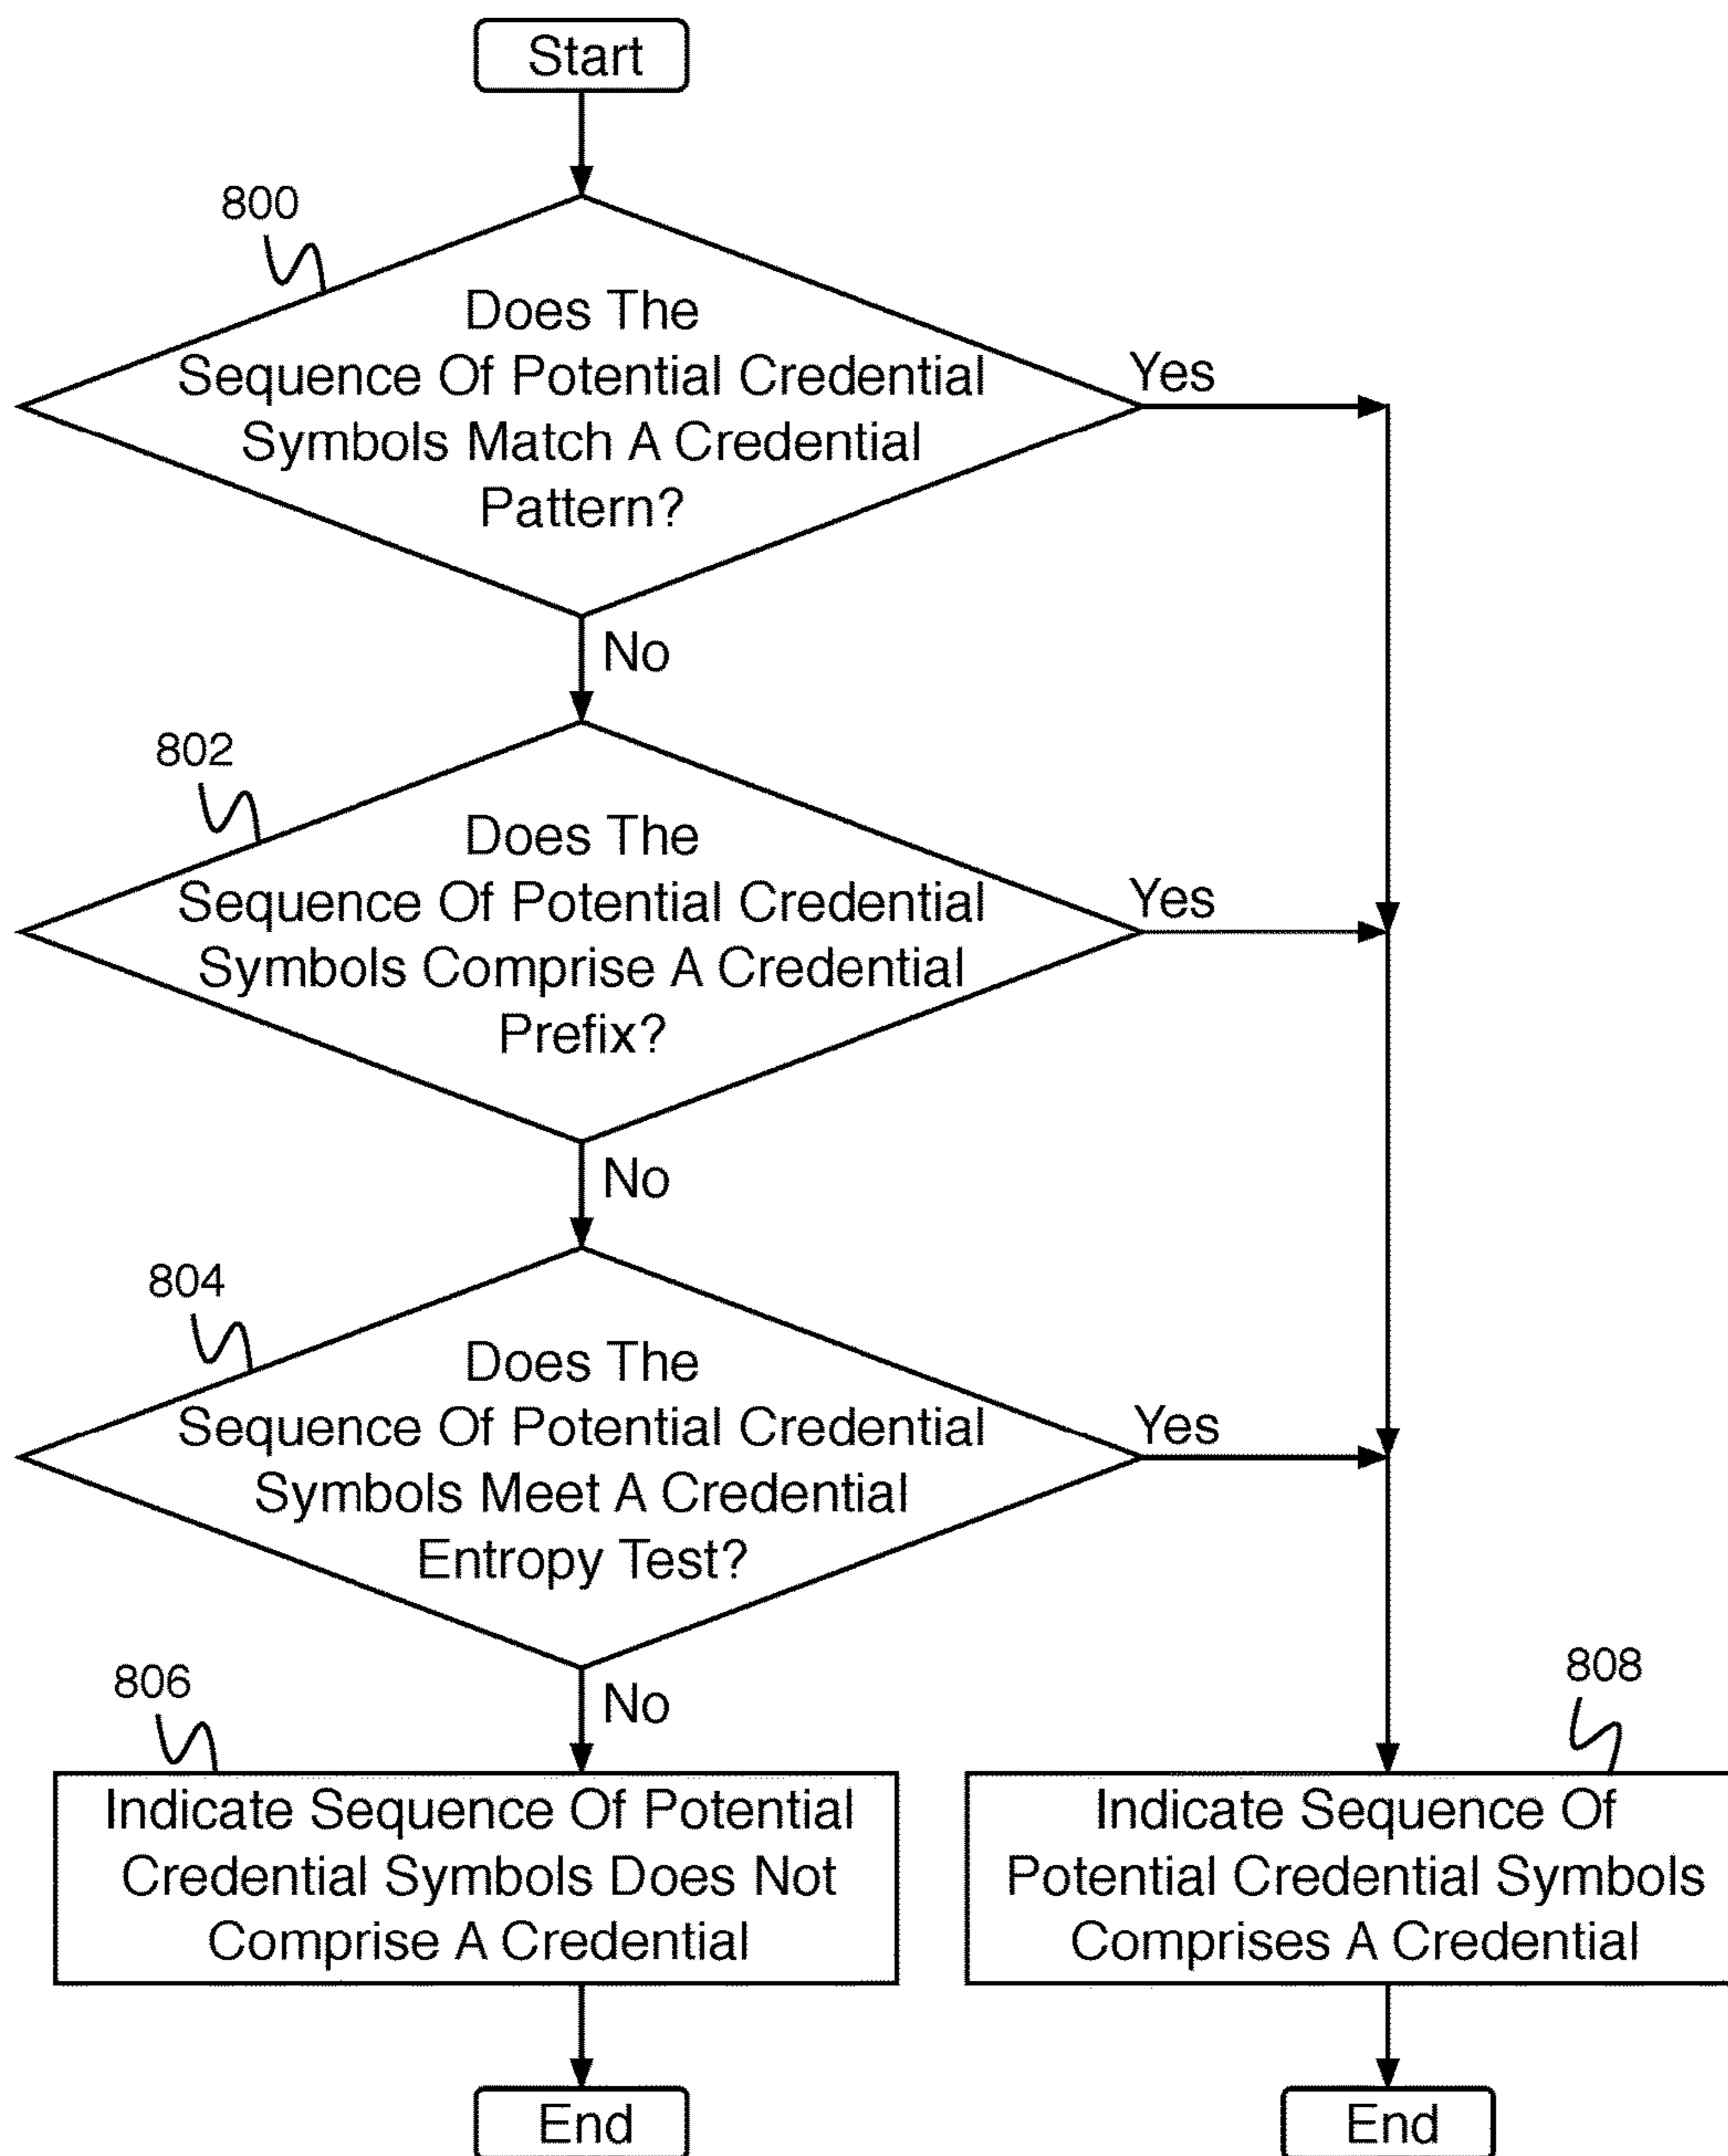 Start
800
Does The
Sequence Of Potential Credential
Symbols Match A Credential
Pattern?
Yes
No
802
Does The
Sequence Of Potential Credential
Symbols Comprise A Credential
Prefix?
Yes
No
804
Does The
Sequence Of Potential Credential
Symbols Meet A Credential
Entropy Test?
Yes
No
806
Indicate Sequence Of Potential
Credential Symbols Does Not
Comprise A Credential
808
Indicate Sequence Of
Potential Credential Symbols
Comprises A Credential
End
End